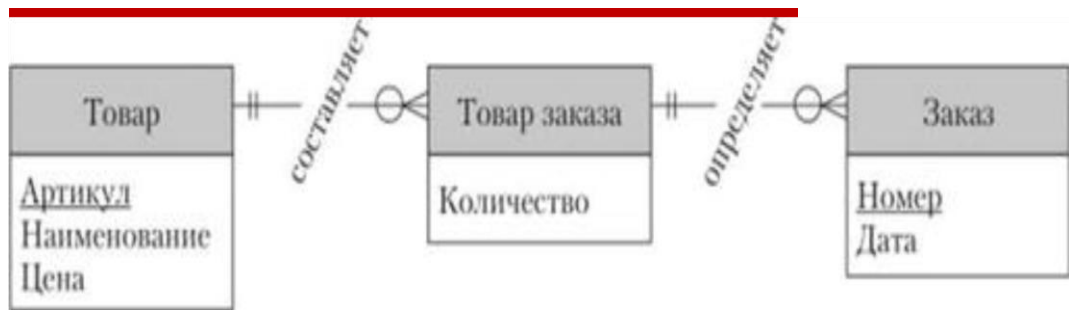 Товар
составляет
Товар заказа
определяет
Заказ
Артикул
Наименование
Цена
Количество
Номер
Дата